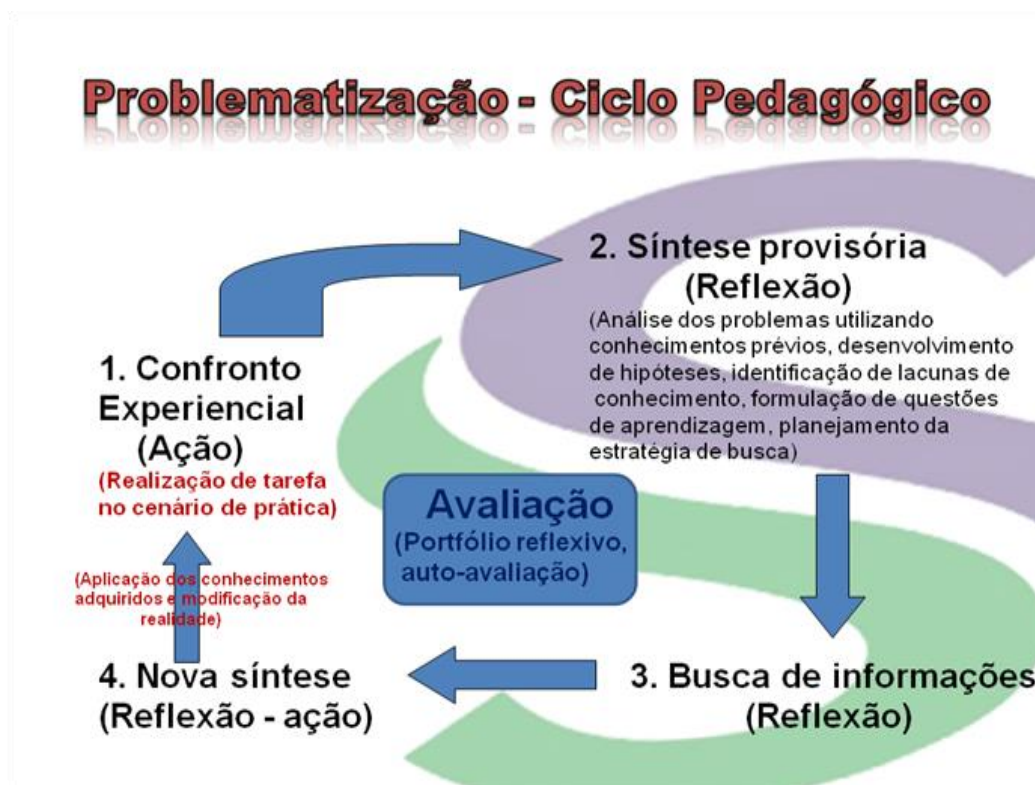 Problematização - Ciclo Pedagógico
2. Síntese provisória
(Reflexão)
(Análise dos problemas utilizando
conhecimentos prévios, desenvolvimento
de hipóteses, identificação de lacunas de
conhecimento, formulação de questões
de aprendizagem, planejamento da
estratégia de busca)
1. Confronto
Experiencial
(Ação)
(Realização de tarefa
no cenário de prática)
Avaliação
(Portfólio reflexivo,
auto-avaliação)
(Aplicação dos conhecimentos
adquiridos e modificação da
realidade)
4. Nova síntese
(Reflexão - ação)
3. Busca de informações
(Reflexão)